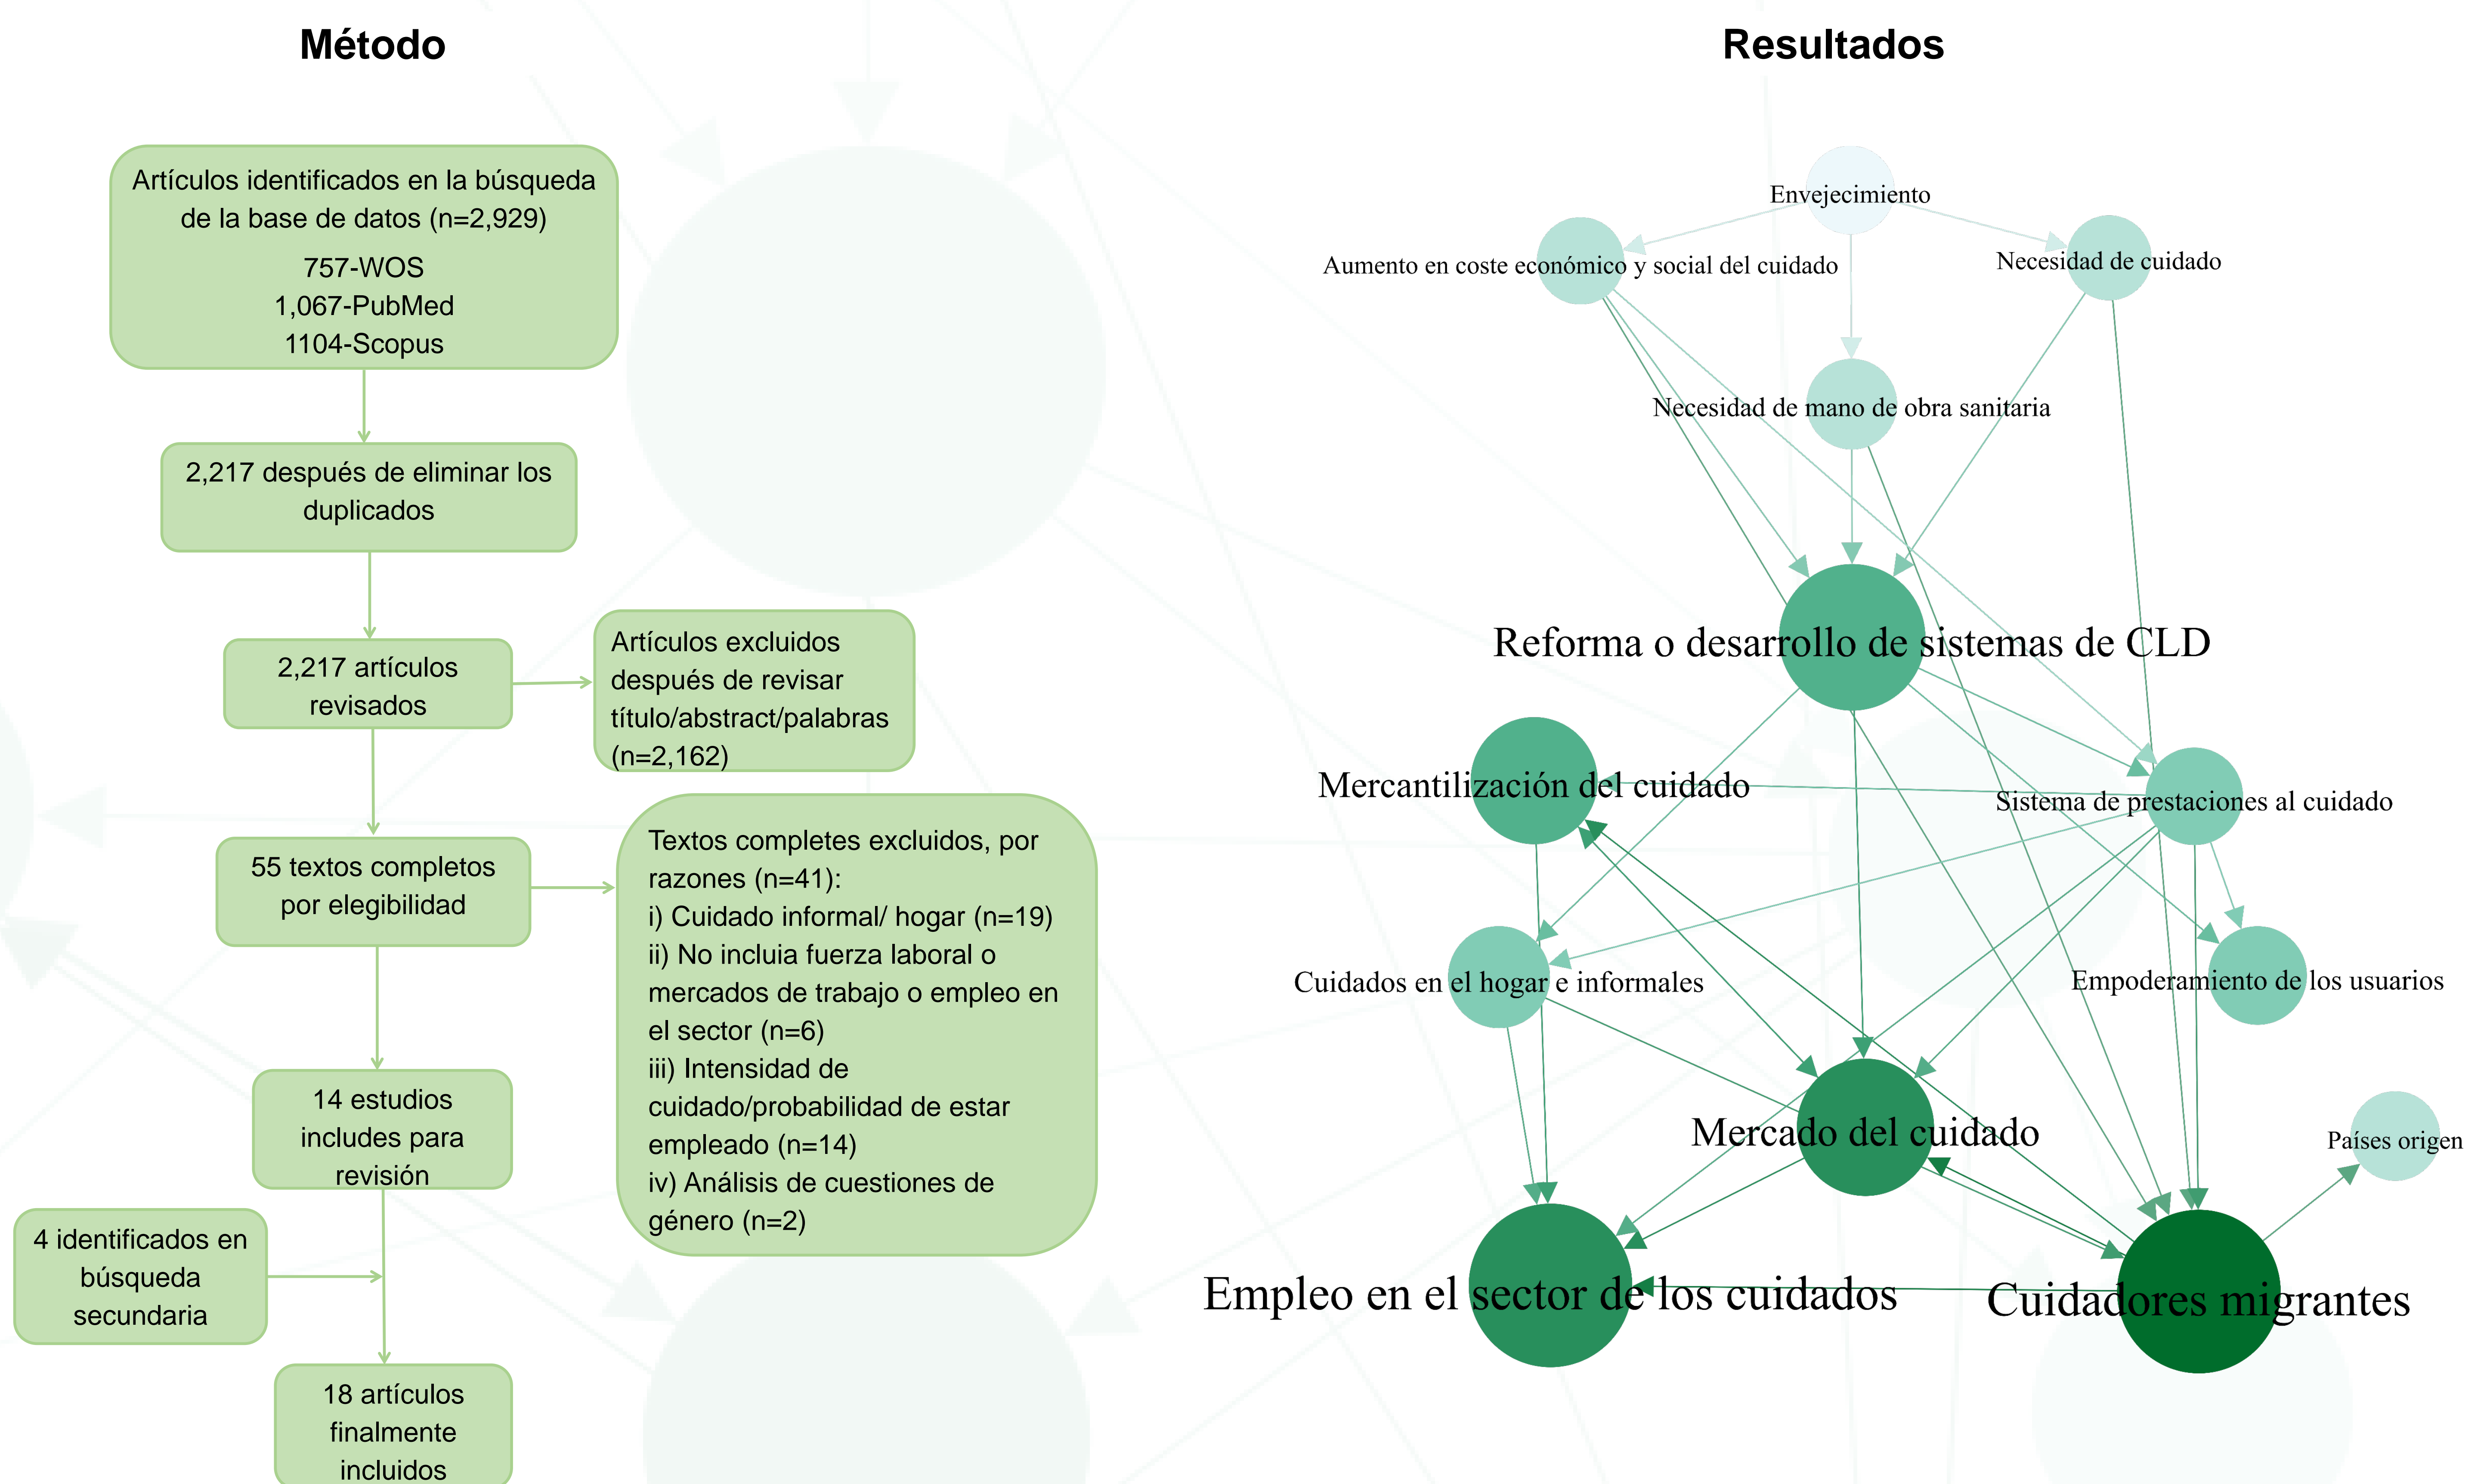 Método
Artículos identificados en la búsqueda
de la base de datos (n=2,929)
757-WOS
1,067-PubMed
1104-Scopus
2,217 después de eliminar los
duplicados
2,217 artículos
revisados
Artículos excluidos
después de revisar
título/abstract/palabras
(n=2,162)
55 textos completos
por elegibilidad
Textos completes excluidos, por
razones (n=41):
i) Cuidado informal/ hogar (n=19)
ii) No incluia fuerza laboral o
mercados de trabajo o empleo en
el sector (n=6)
iii) Intensidad de
cuidado/probabilidad de estar
empleado (n=14)
iv) Análisis de cuestiones de
género (n=2)
14 estudios
includes para
revisión
4 identificados en
búsqueda
secundaria
18 artículos
finalmente
incluidos
Resultados
Envejecimiento
Aumento en coste económico y social del cuidado
Necesidad de cuidado
Necesidad de mano de obra sanitaria
Reforma o desarrollo de sistemas de CLD
Mercantilización del cuidado
Sistema de prestaciones al cuidado
Cuidados en el hogar e informales
Empoderamiento de los usuarios
Mercado del cuidado
Países origen
Empleo en el sector de los cuidados
Cuidadores migrantes